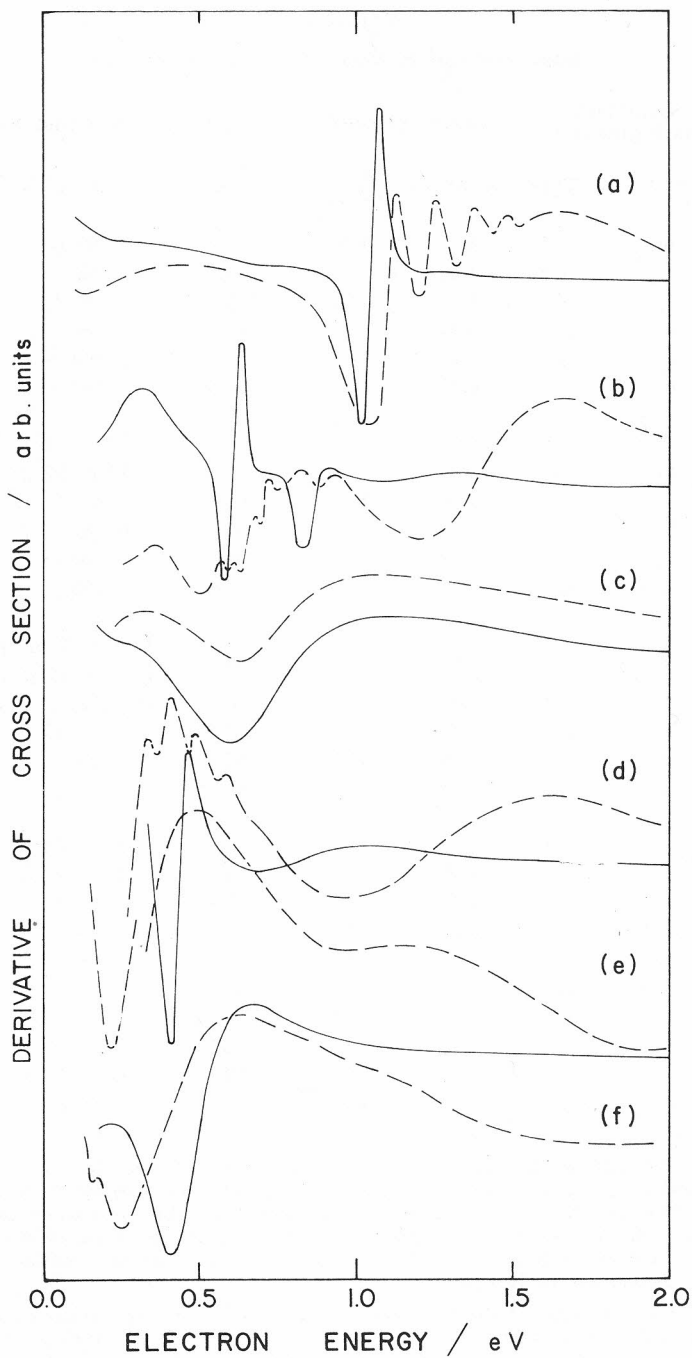 (a)
(b)
(c)
(d)
(e)
(f)
DERIVATIVE OF CROSS SECTION / arb. units
0.0 0.5 1.0 1.5 2.0
ELECTRON ENERGY / eV